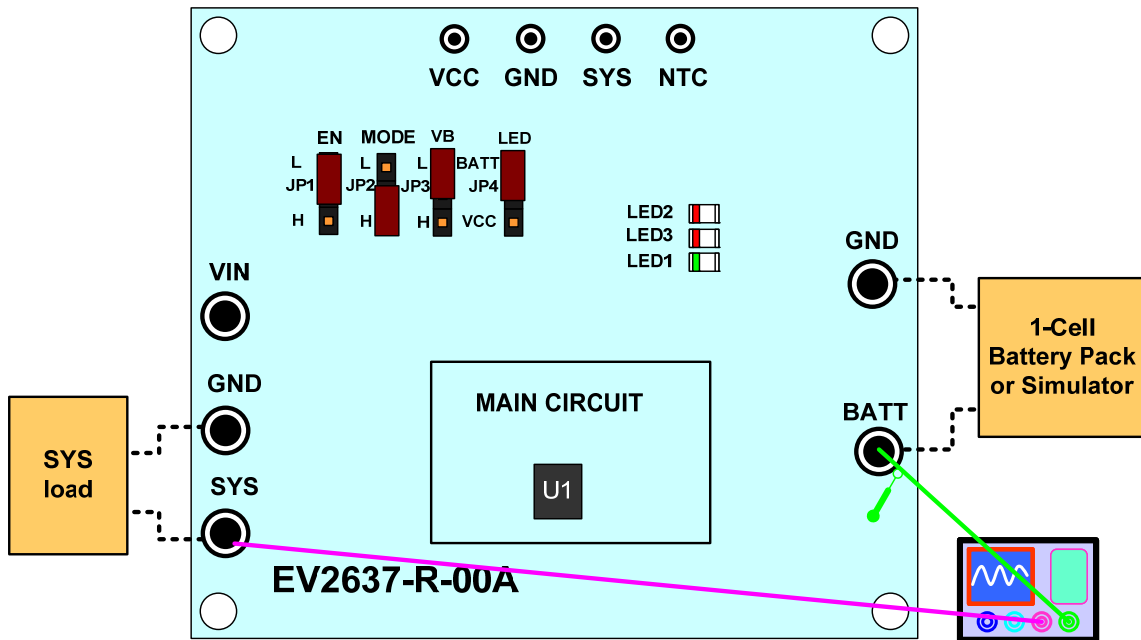 VCC GND SYS NTC
EN MODE VB LED
L L L BATT
JP1 JP2 JP3 JP4
H H H VCC
LED2
LED3
LED1
VIN
GND
GND
SYS
SYS
load
MAIN CIRCUIT
U1
BATT
1-Cell
Battery Pack
or Simulator
EV2637-R-00A